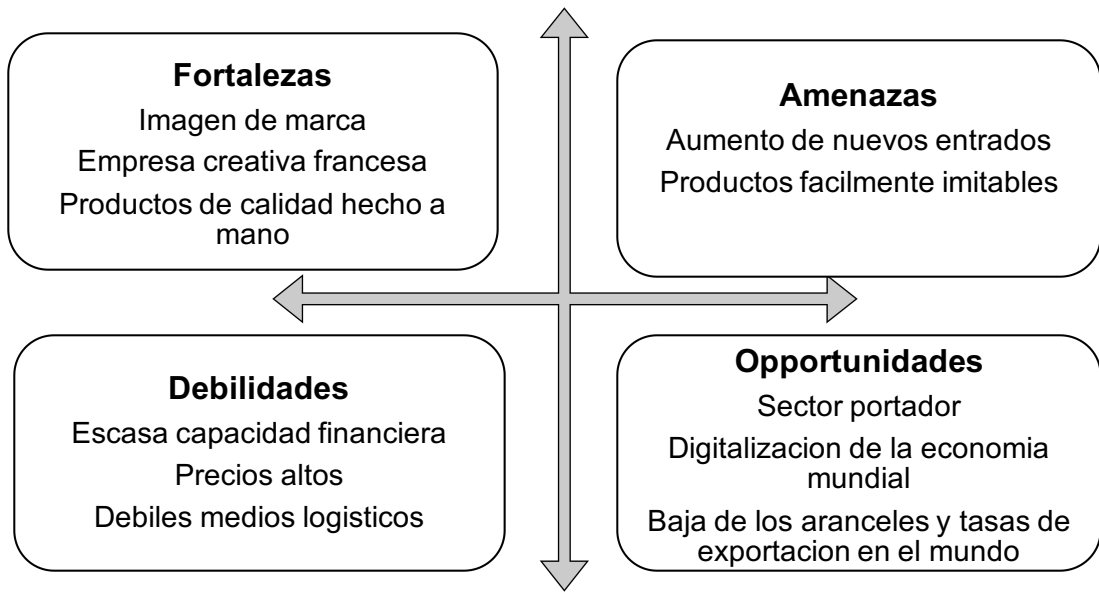 Fortalezas
Imagen de marca
Empresa creativa francesa
Productos de calidad hecho a
mano
Amenazas
Aumento de nuevos entrados
Productos facilmente imitables
Debilidades
Escasa capacidad financiera
Precios altos
Debiles medios logisticos
Opportunidades
Sector portador
Digitalizacion de la economia
mundial
Baja de los aranceles y tasas de
exportacion en el mundo